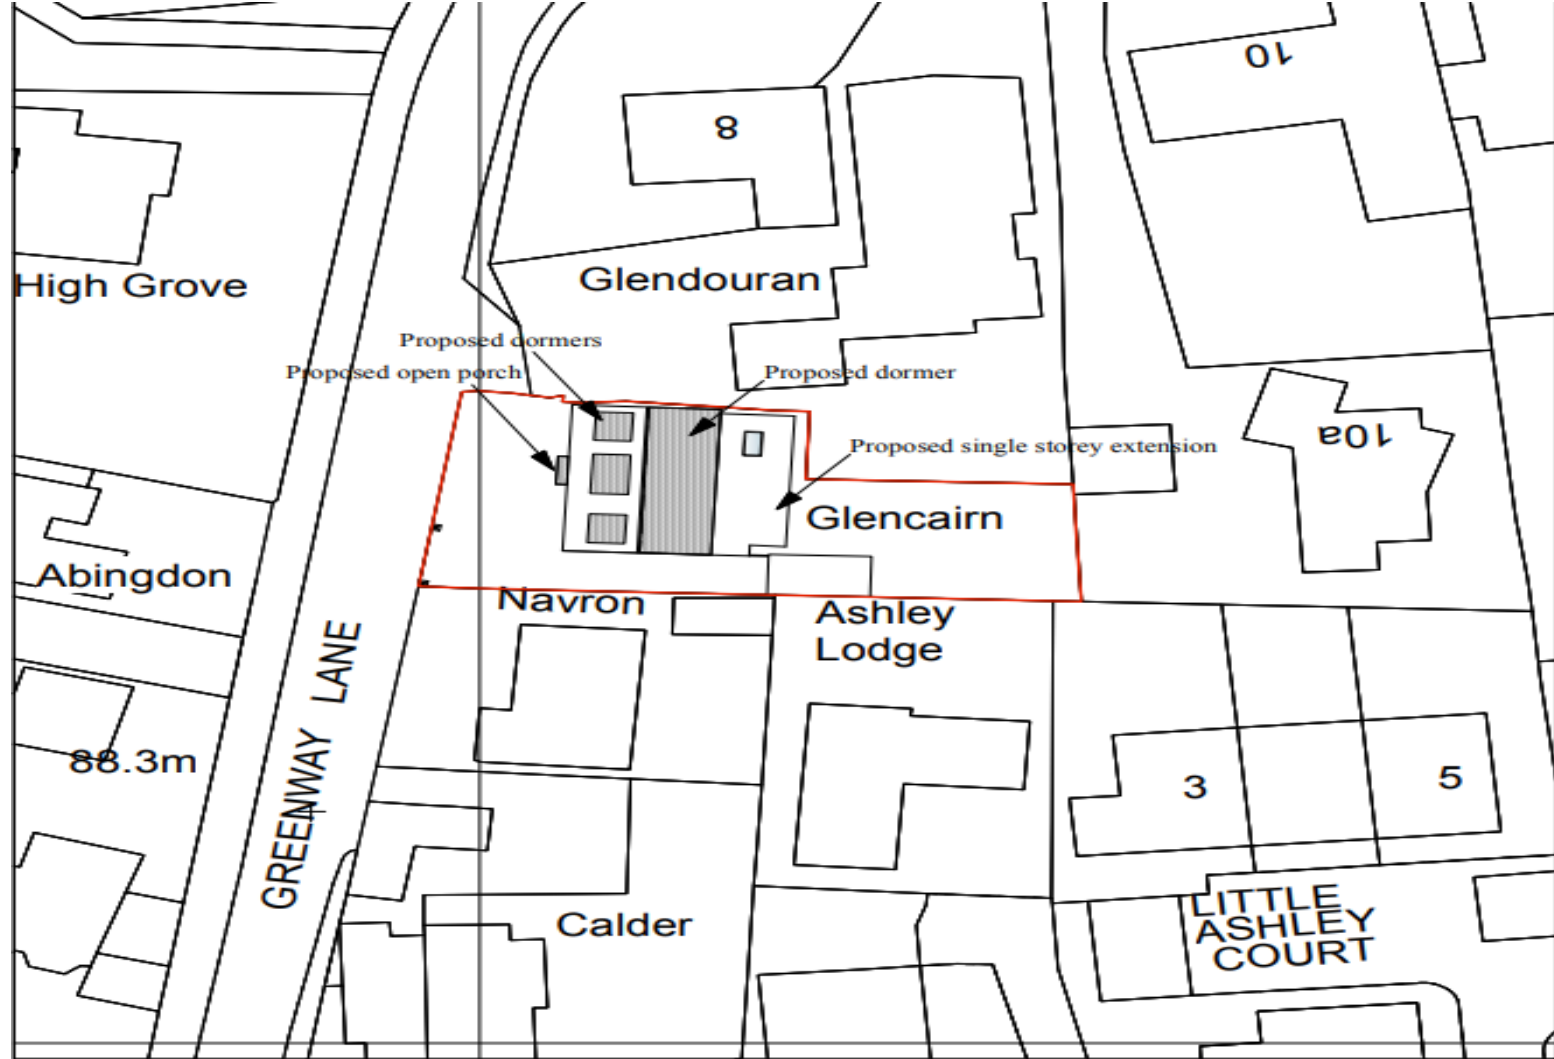 10
8
High Grove
Glendouran
Proposed dormers
Proposed open porch
Proposed dormer
10a
Proposed single storey extension
Glencairn
Abingdon
Navron
Ashley
Lodge
GREENWAY LANE
88.3m
3
5
Calder
LITTLE
ASHLEY
COURT